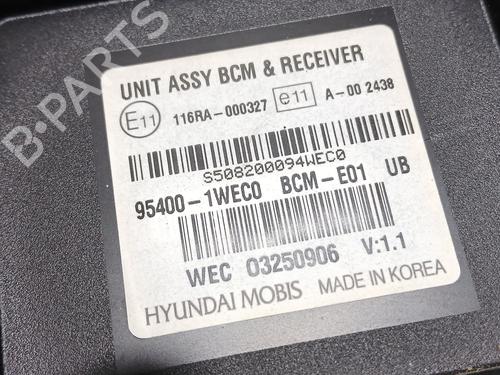 UNIT ASSY BCM & RECEIVER
E11 116RA-000327 e11 A-00 2438
S508200094WEC0
95400-1WEC0 BCM-E01 UB
WEC 03250906 V:1.1
HYUNDAI MOBIS MADE IN KOREA
B-PARTS